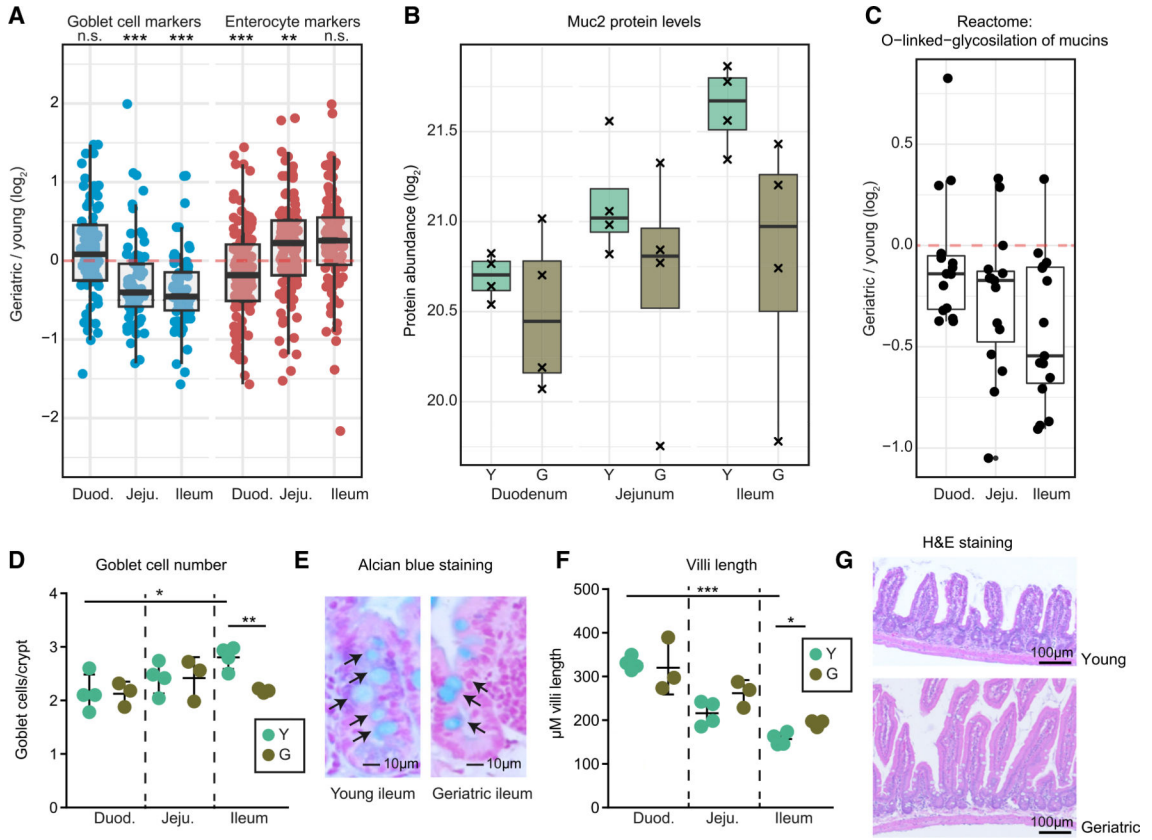 A
Goblet cell markers
Enterocyte markers
n.s. *** *** *** ** n.s.
Geriatric / young (log2)
2
1
0
−1
−2
Duod. Jeju. Ileum Duod. Jeju. Ileum
B
Muc2 protein levels
Protein abundance (log2)
21.5
21.0
20.5
20.0
Y G Y G Y G
Duodenum Jejunum Ileum
C
Reactome:
O−linked−glycosilation of mucins
Geriatric / young (log2)
0.5
0.0
−0.5
−1.0
Duod. Jeju. Ileum
D
Goblet cell number
Goblet cells/crypt
4
3
2
1
0
*
**
Y
G
Duod. Jeju. Ileum
E
Alcian blue staining
10μm
10μm
Young ileum Geriatric ileum
F
Villi length
μM villi length
500
400
300
200
100
0
***
*
Y
G
Duod. Jeju. Ileum
G
H&E staining
100μm
Young
100μm
Geriatric